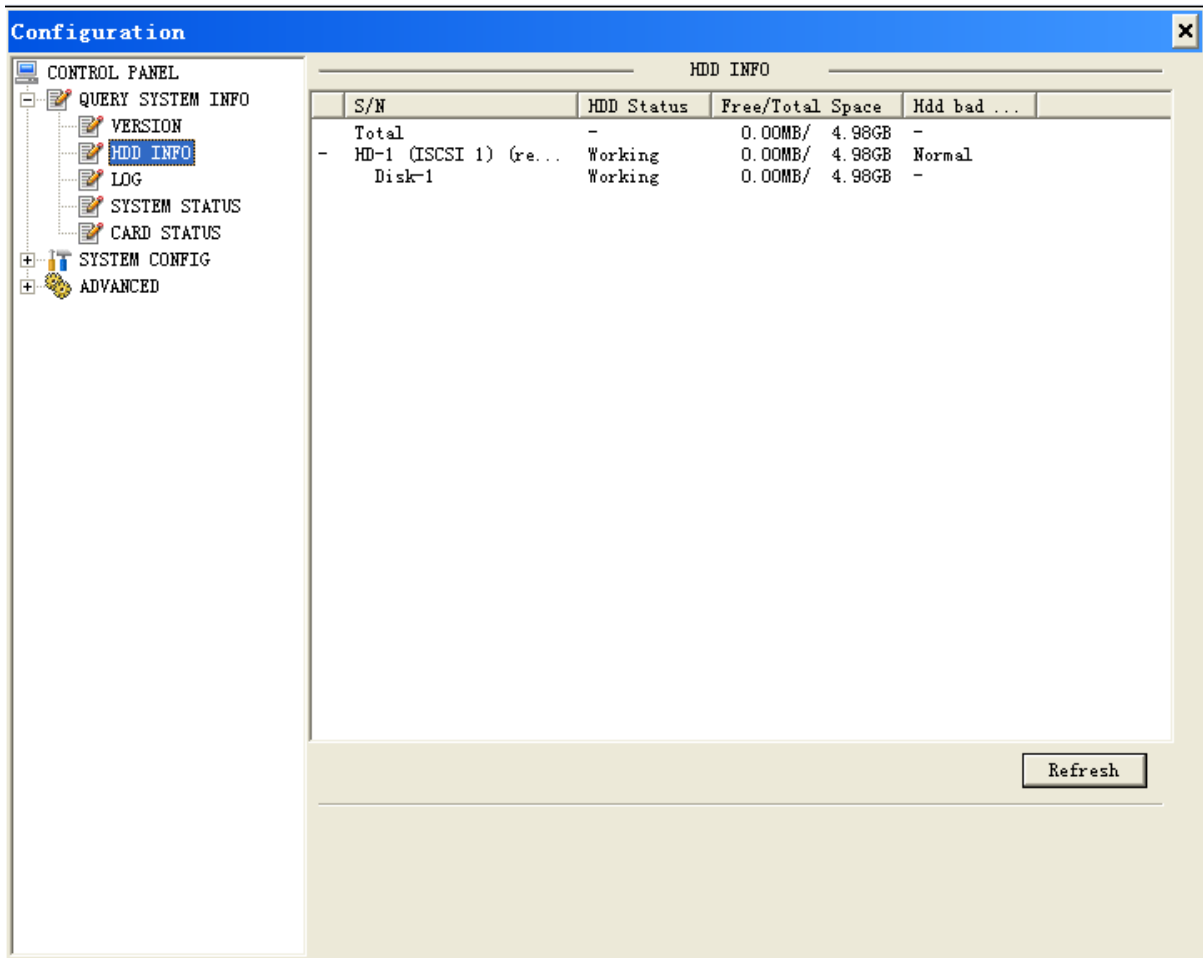 Configuration
CONTROL PANEL
QUERY SYSTEM INFO
VERSION
HDD INFO
LOG
SYSTEM STATUS
CARD STATUS
SYSTEM CONFIG
ADVANCED
HDD INFO
S/N HDD Status Free/Total Space Hdd bad ...
Total - 0.00MB/ 4.98GB -
- HD-1 (ISCSI 1) (re... Working 0.00MB/ 4.98GB Normal
Disk-1 Working 0.00MB/ 4.98GB -
Refresh